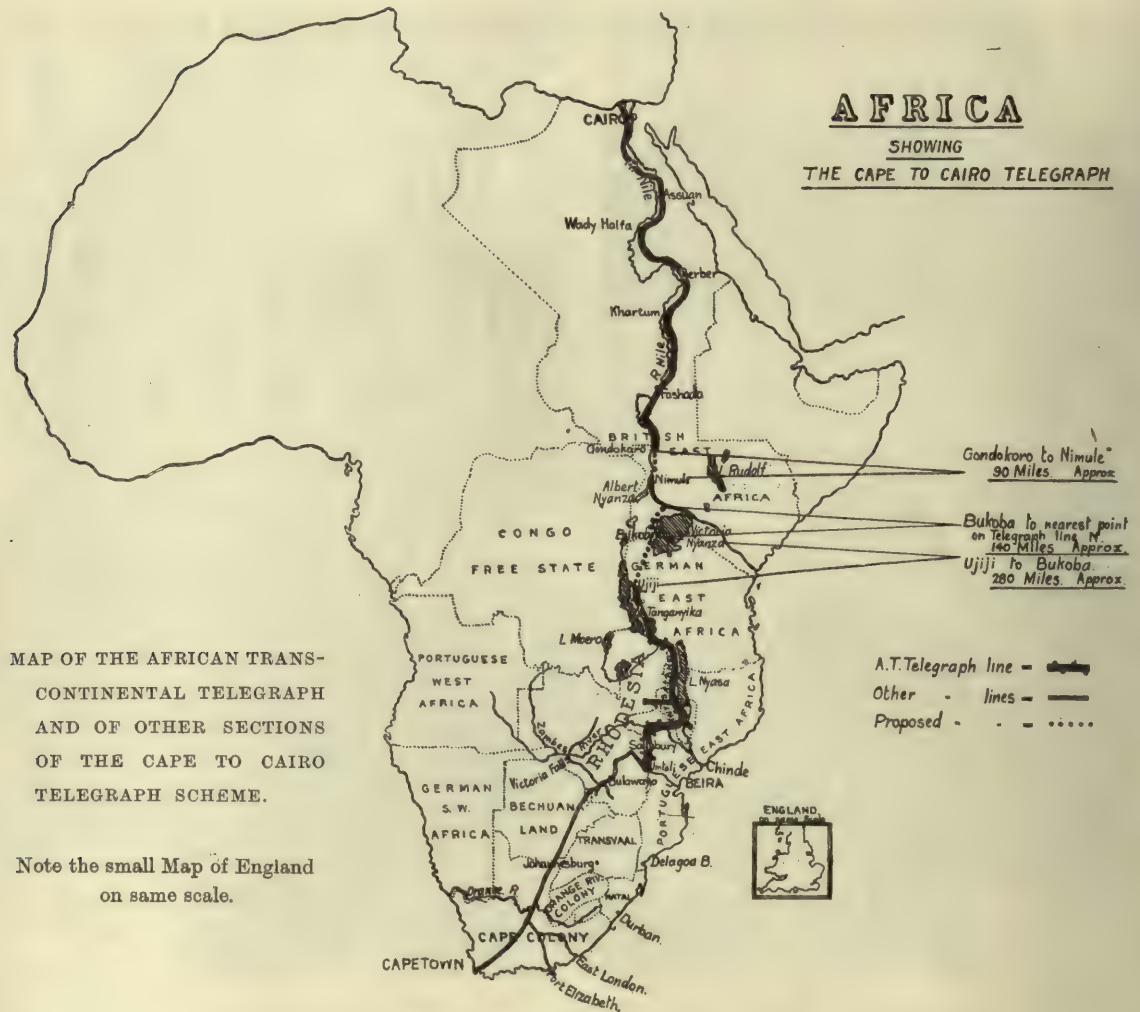 AFRICA
SHOWING
THE CAPE TO CAIRO TELEGRAPH
CAIRO
Nile
Assuan
Wady Halfa
Berber
Khartum
R Nile
Fashoda
BRITISH
EAST
AFRICA
Gondokoro
L Rudolf
Nimule
Albert
Nyanza
Gondokoro to Nimule
90 Miles. Approx
Bukoba to nearest point
on Telegraph line N.
140 Miles Approx.
Ujiji to Bukoba.
280 Miles. Approx.
CONGO
FREE STATE
Bukoba
Victoria
Nyanza
GERMAN
EAST
AFRICA
Ujiji
Tanganyika
L Moero
L Nyasa
RHODESIA
PORTUGUESE
WEST
AFRICA
Zambesi
River
Victoria Falls
Salisbury
Umtali
Bulawayo
BEIRA
Chinde
PORTUGUESE EAST AFRICA
GERMAN
S.W.
AFRICA
BECHUANA
LAND
TRANSVAAL
Johannesburg
Delagoa B.
Orange R
ORANGE RIV.
COLONY
NATAL
Durban.
CAPE COLONY
East London.
Port Elizabeth.
CAPETOWN
A.T. Telegraph line -
Other " lines -
Proposed " " -
ENGLAND
on same Scale
MAP OF THE AFRICAN TRANS-
CONTINENTAL TELEGRAPH
AND OF OTHER SECTIONS
OF THE CAPE TO CAIRO
TELEGRAPH SCHEME.
Note the small Map of England
on same scale.